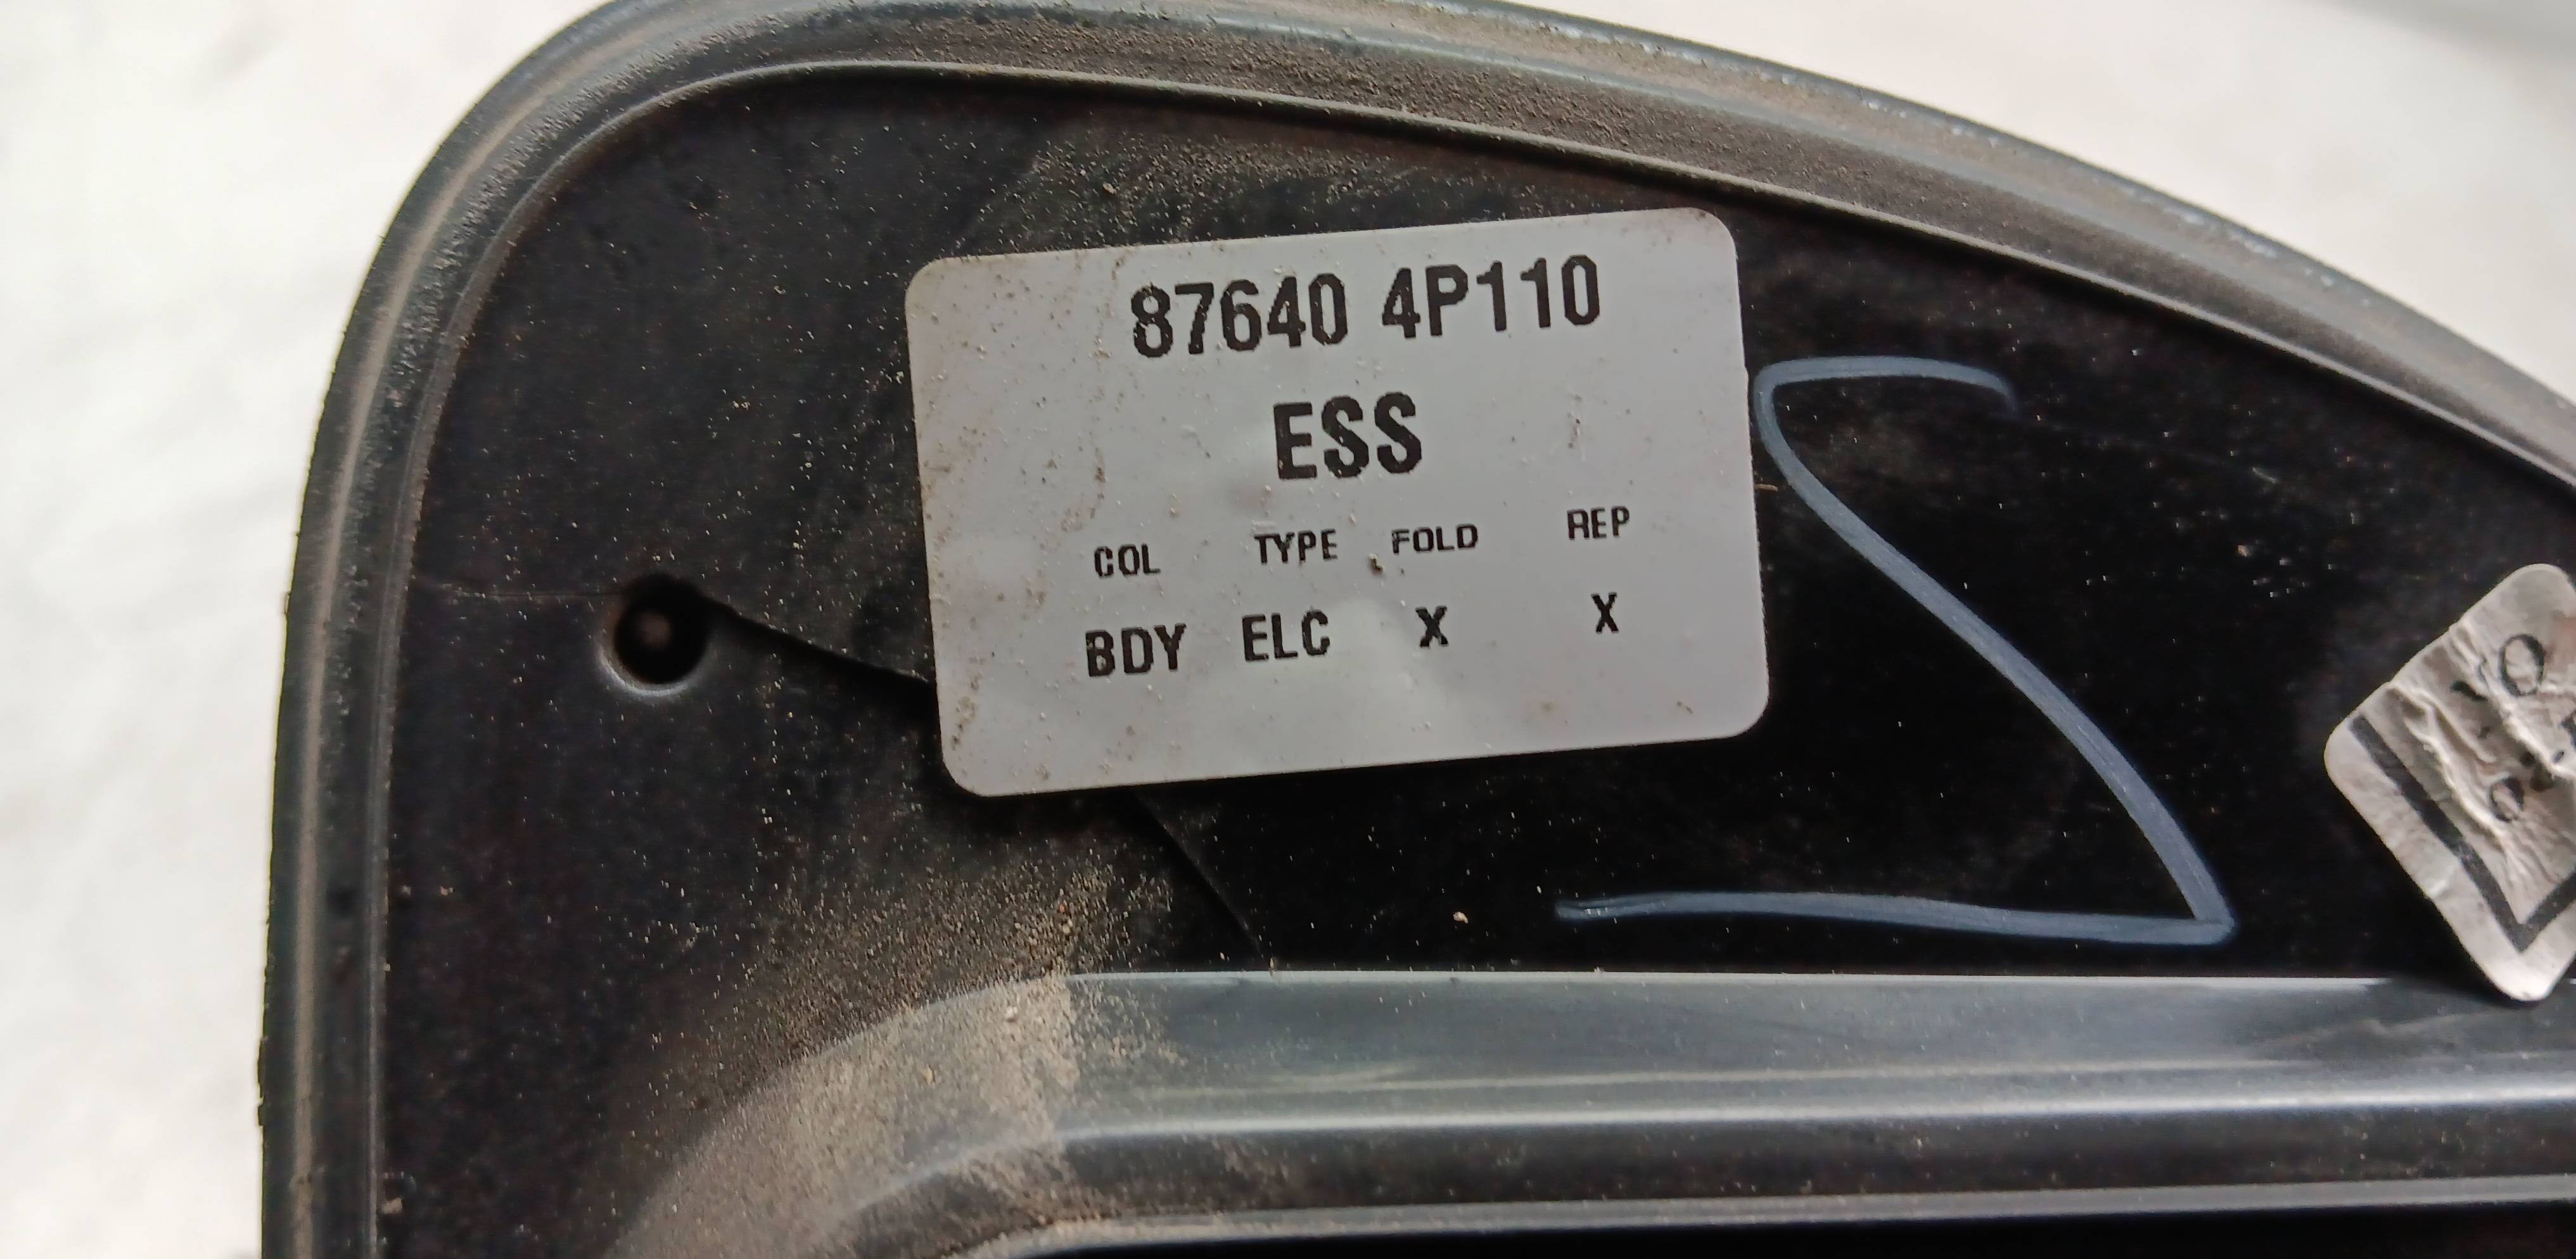 87640 4P110
ESS
COL TYPE FOLD REP
BDY ELC X X